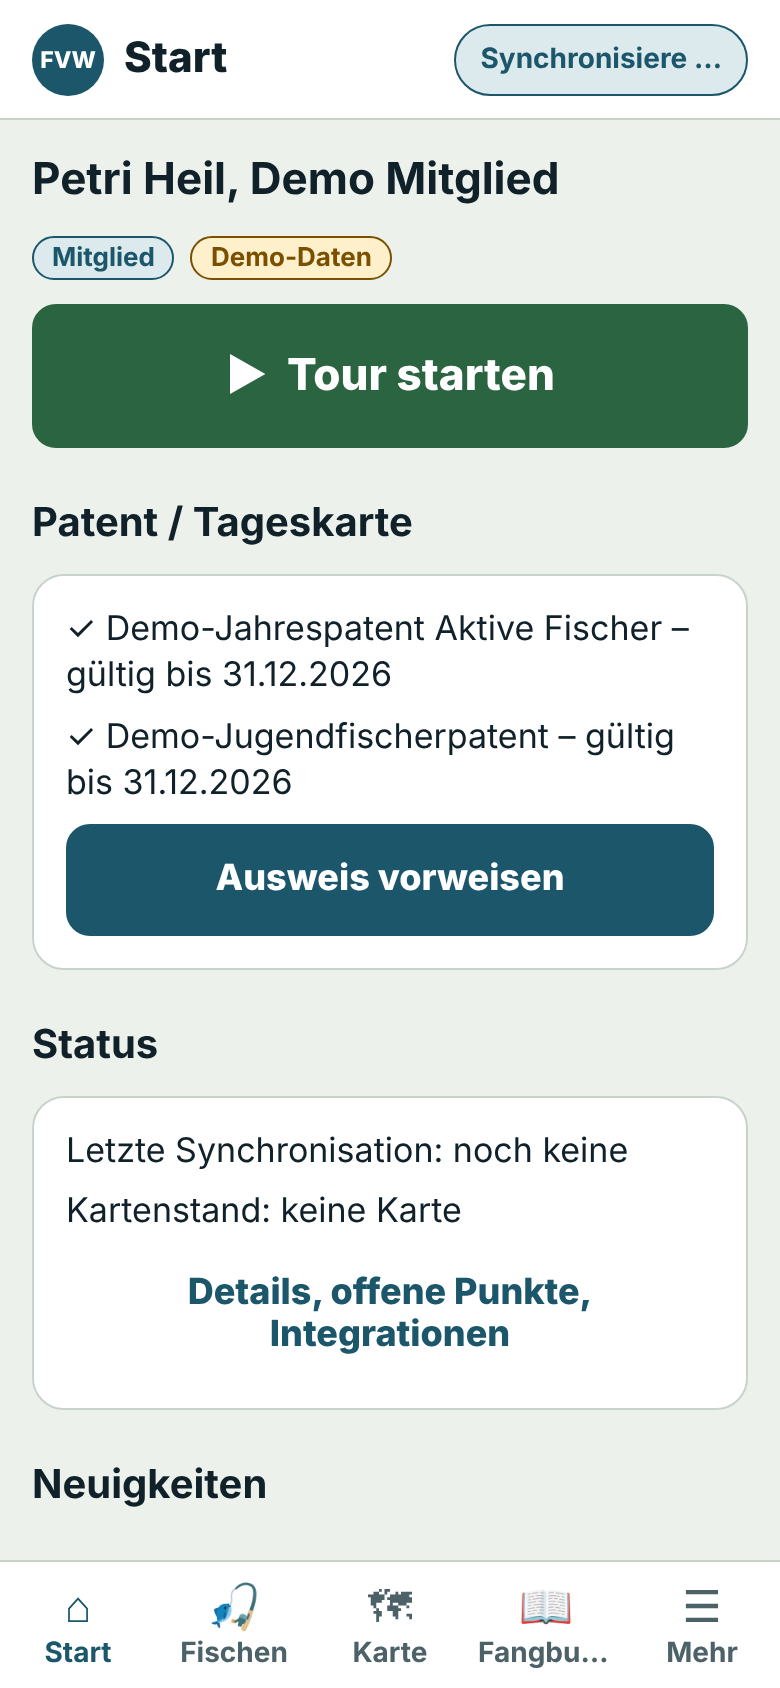 FVW Start
Synchronisiere ...
Petri Heil, Demo Mitglied
Mitglied
Demo-Daten
▶ Tour starten
Patent / Tageskarte
✓ Demo-Jahrespatent Aktive Fischer –
gültig bis 31.12.2026
✓ Demo-Jugendfischerpatent – gültig
bis 31.12.2026
Ausweis vorweisen
Status
Letzte Synchronisation: noch keine
Kartenstand: keine Karte
Details, offene Punkte,
Integrationen
Neuigkeiten
Start
Fischen
Karte
Fangbu...
Mehr